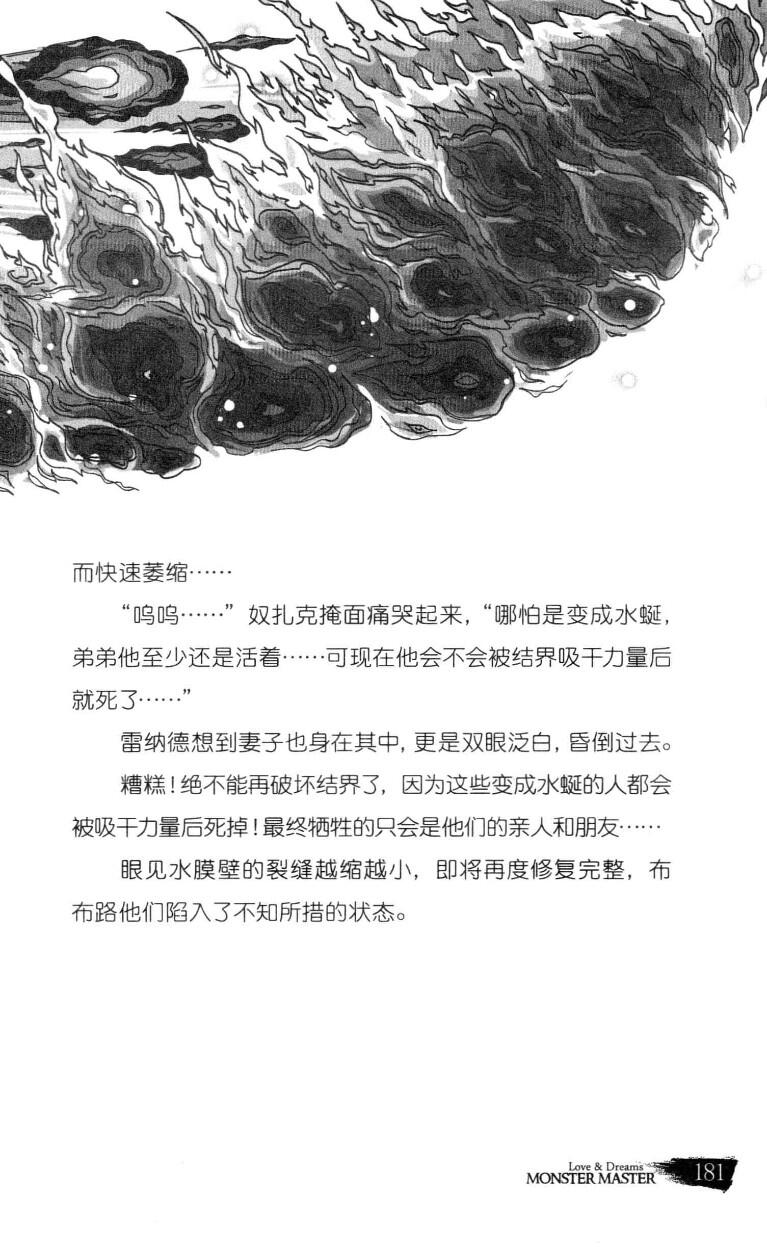 而快速萎缩……
“呜呜……”奴扎克掩面痛哭起来，“哪怕是变成水蜒，
弟弟他至少还是活着……可现在他会不会被结界吸干力量后
就死了……”
雷纳德想到妻子也身在其中，更是双眼泛白，昏倒过去。
糟糕！绝不能再破坏结界了，因为这些变成水蜒的人都会
被吸干力量后死掉！最终牺牲的只会是他们的亲人和朋友……
眼见水膜壁的裂缝越缩越小，即将再度修复完整，布
布路他们陷入了不知所措的状态。
Love & Dreams
MONSTER MASTER 181